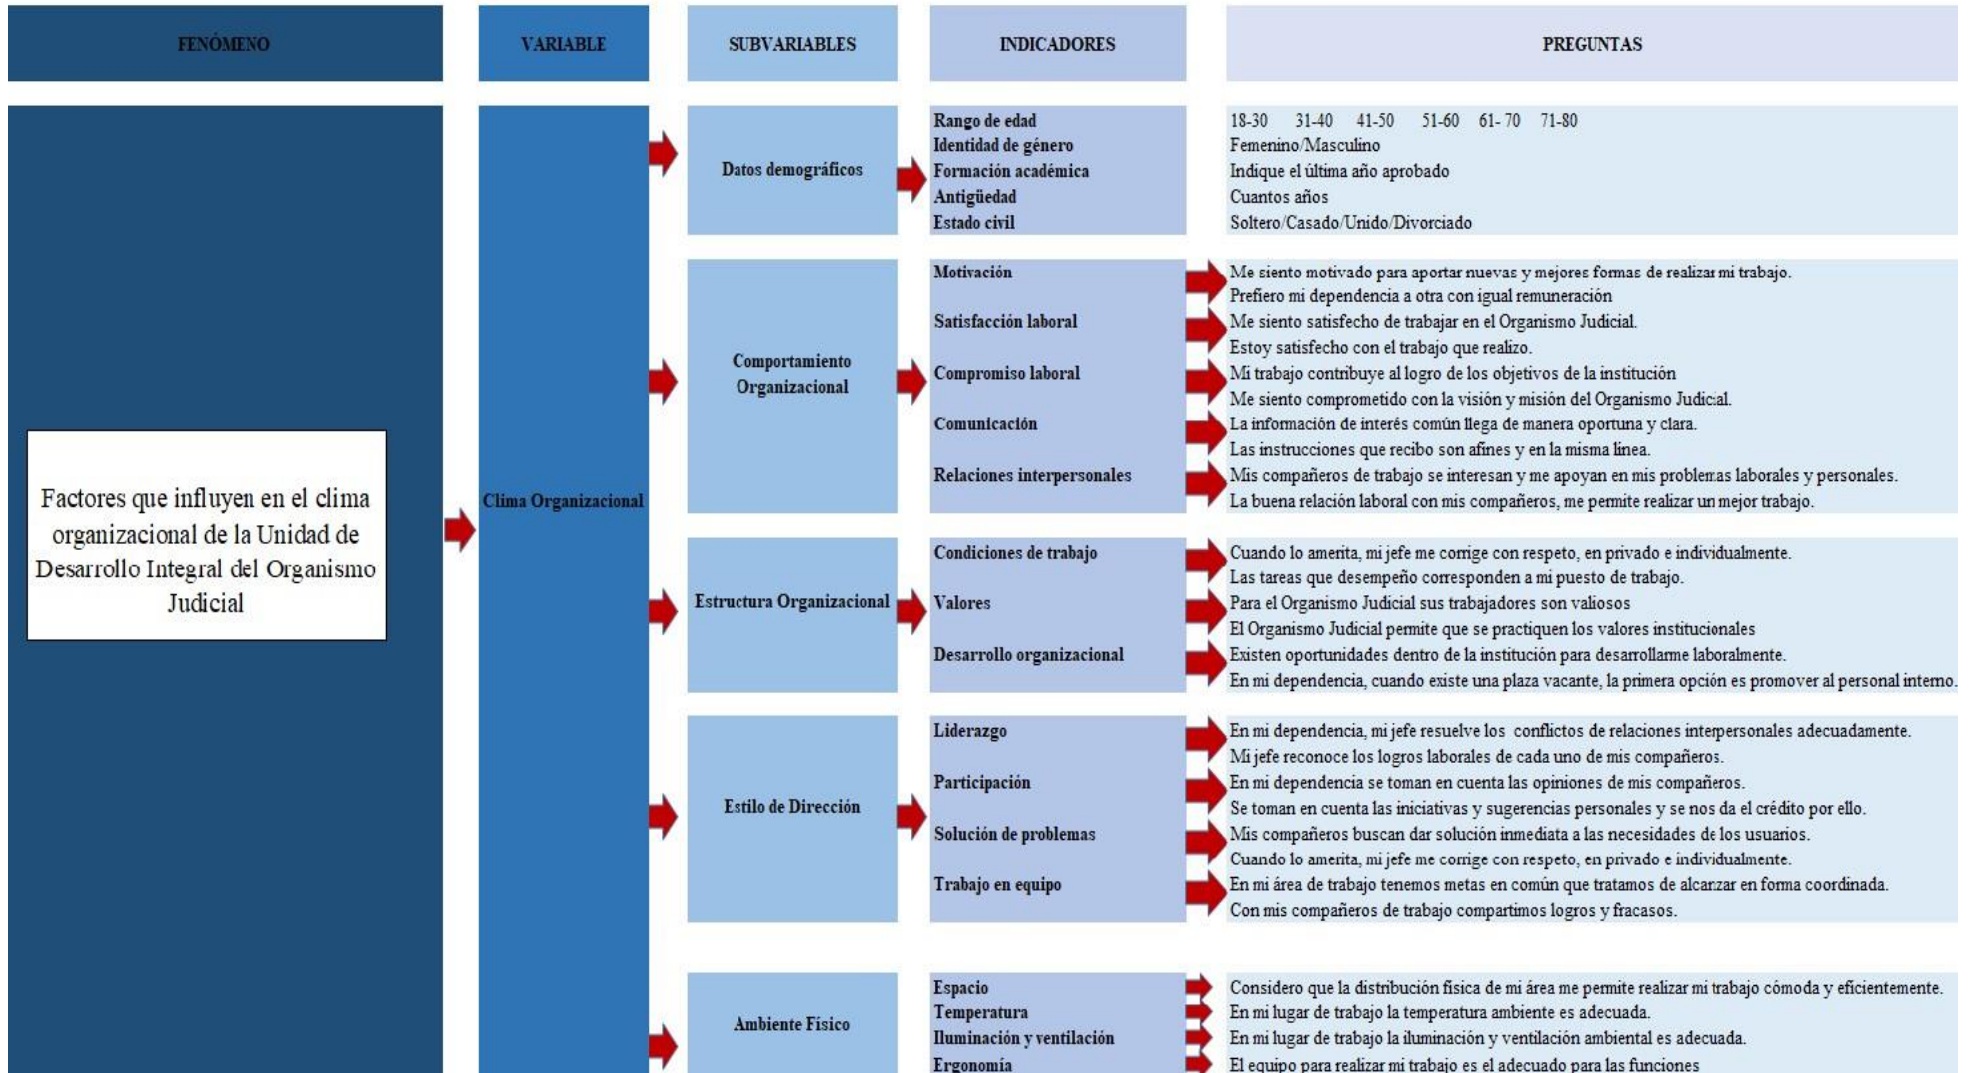 FENÓMENO
VARIABLE
SUBVARIABLES
INDICADORES
PREGUNTAS
Factores que influyen en el clima
organizacional de la Unidad de
Desarrollo Integral del Organismo
Judicial
Clima Organizacional
Datos demográficos
Rango de edad
Identidad de género
Formación académica
Antigüedad
Estado civil
18-30 31-40 41-50 51-60 61- 70 71-80
Femenino/Masculino
Indique el última año aprobado
Cuantos años
Soltero/Casado/Unido/Divorciado
Comportamiento
Organizacional
Motivación
Satisfacción laboral
Compromiso laboral
Comunicación
Relaciones interpersonales
Me siento motivado para aportar nuevas y mejores formas de realizar mi trabajo.
Prefiero mi dependencia a otra con igual remuneración
Me siento satisfecho de trabajar en el Organismo Judicial.
Estoy satisfecho con el trabajo que realizo.
Mi trabajo contribuye al logro de los objetivos de la institución
Me siento comprometido con la visión y misión del Organismo Judicial.
La información de interés común llega de manera oportuna y clara.
Las instrucciones que recibo son afines y en la misma línea.
Mis compañeros de trabajo se interesan y me apoyan en mis problemas laborales y personales.
La buena relación laboral con mis compañeros, me permite realizar un mejor trabajo.
Estructura Organizacional
Condiciones de trabajo
Valores
Desarrollo organizacional
Cuando lo amerita, mi jefe me corrige con respeto, en privado e individualmente.
Las tareas que desempeño corresponden a mi puesto de trabajo.
Para el Organismo Judicial sus trabajadores son valiosos
El Organismo Judicial permite que se practiquen los valores institucionales
Existen oportunidades dentro de la institución para desarrollarme laboralmente.
En mi dependencia, cuando existe una plaza vacante, la primera opción es promover al personal interno.
Estilo de Dirección
Liderazgo
Participación
Solución de problemas
Trabajo en equipo
En mi dependencia, mi jefe resuelve los conflictos de relaciones interpersonales adecuadamente.
Mi jefe reconoce los logros laborales de cada uno de mis compañeros.
En mi dependencia se toman en cuenta las opiniones de mis compañeros.
Se toman en cuenta las iniciativas y sugerencias personales y se nos da el crédito por ello.
Mis compañeros buscan dar solución inmediata a las necesidades de los usuarios.
Cuando lo amerita, mi jefe me corrige con respeto, en privado e individualmente.
En mi área de trabajo tenemos metas en común que tratamos de alcanzar en forma coordinada.
Con mis compañeros de trabajo compartimos logros y fracasos.
Ambiente Físico
Espacio
Temperatura
Iluminación y ventilación
Ergonomía
Considero que la distribución física de mi área me permite realizar mi trabajo cómoda y eficientemente.
En mi lugar de trabajo la temperatura ambiente es adecuada.
En mi lugar de trabajo la iluminación y ventilación ambiental es adecuada.
El equipo para realizar mi trabajo es el adecuado para las funciones